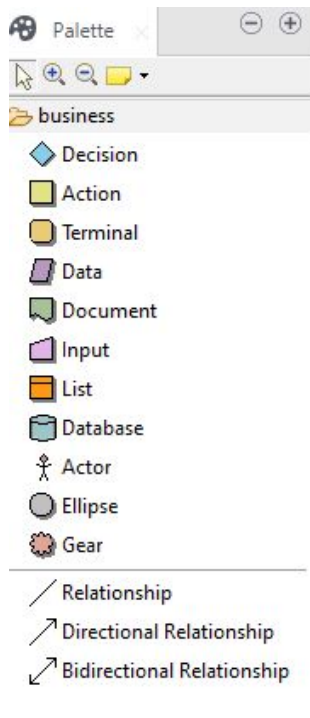 Palette
business
Decision
Action
Terminal
Data
Document
Input
List
Database
Actor
Ellipse
Gear
Relationship
Directional Relationship
Bidirectional Relationship